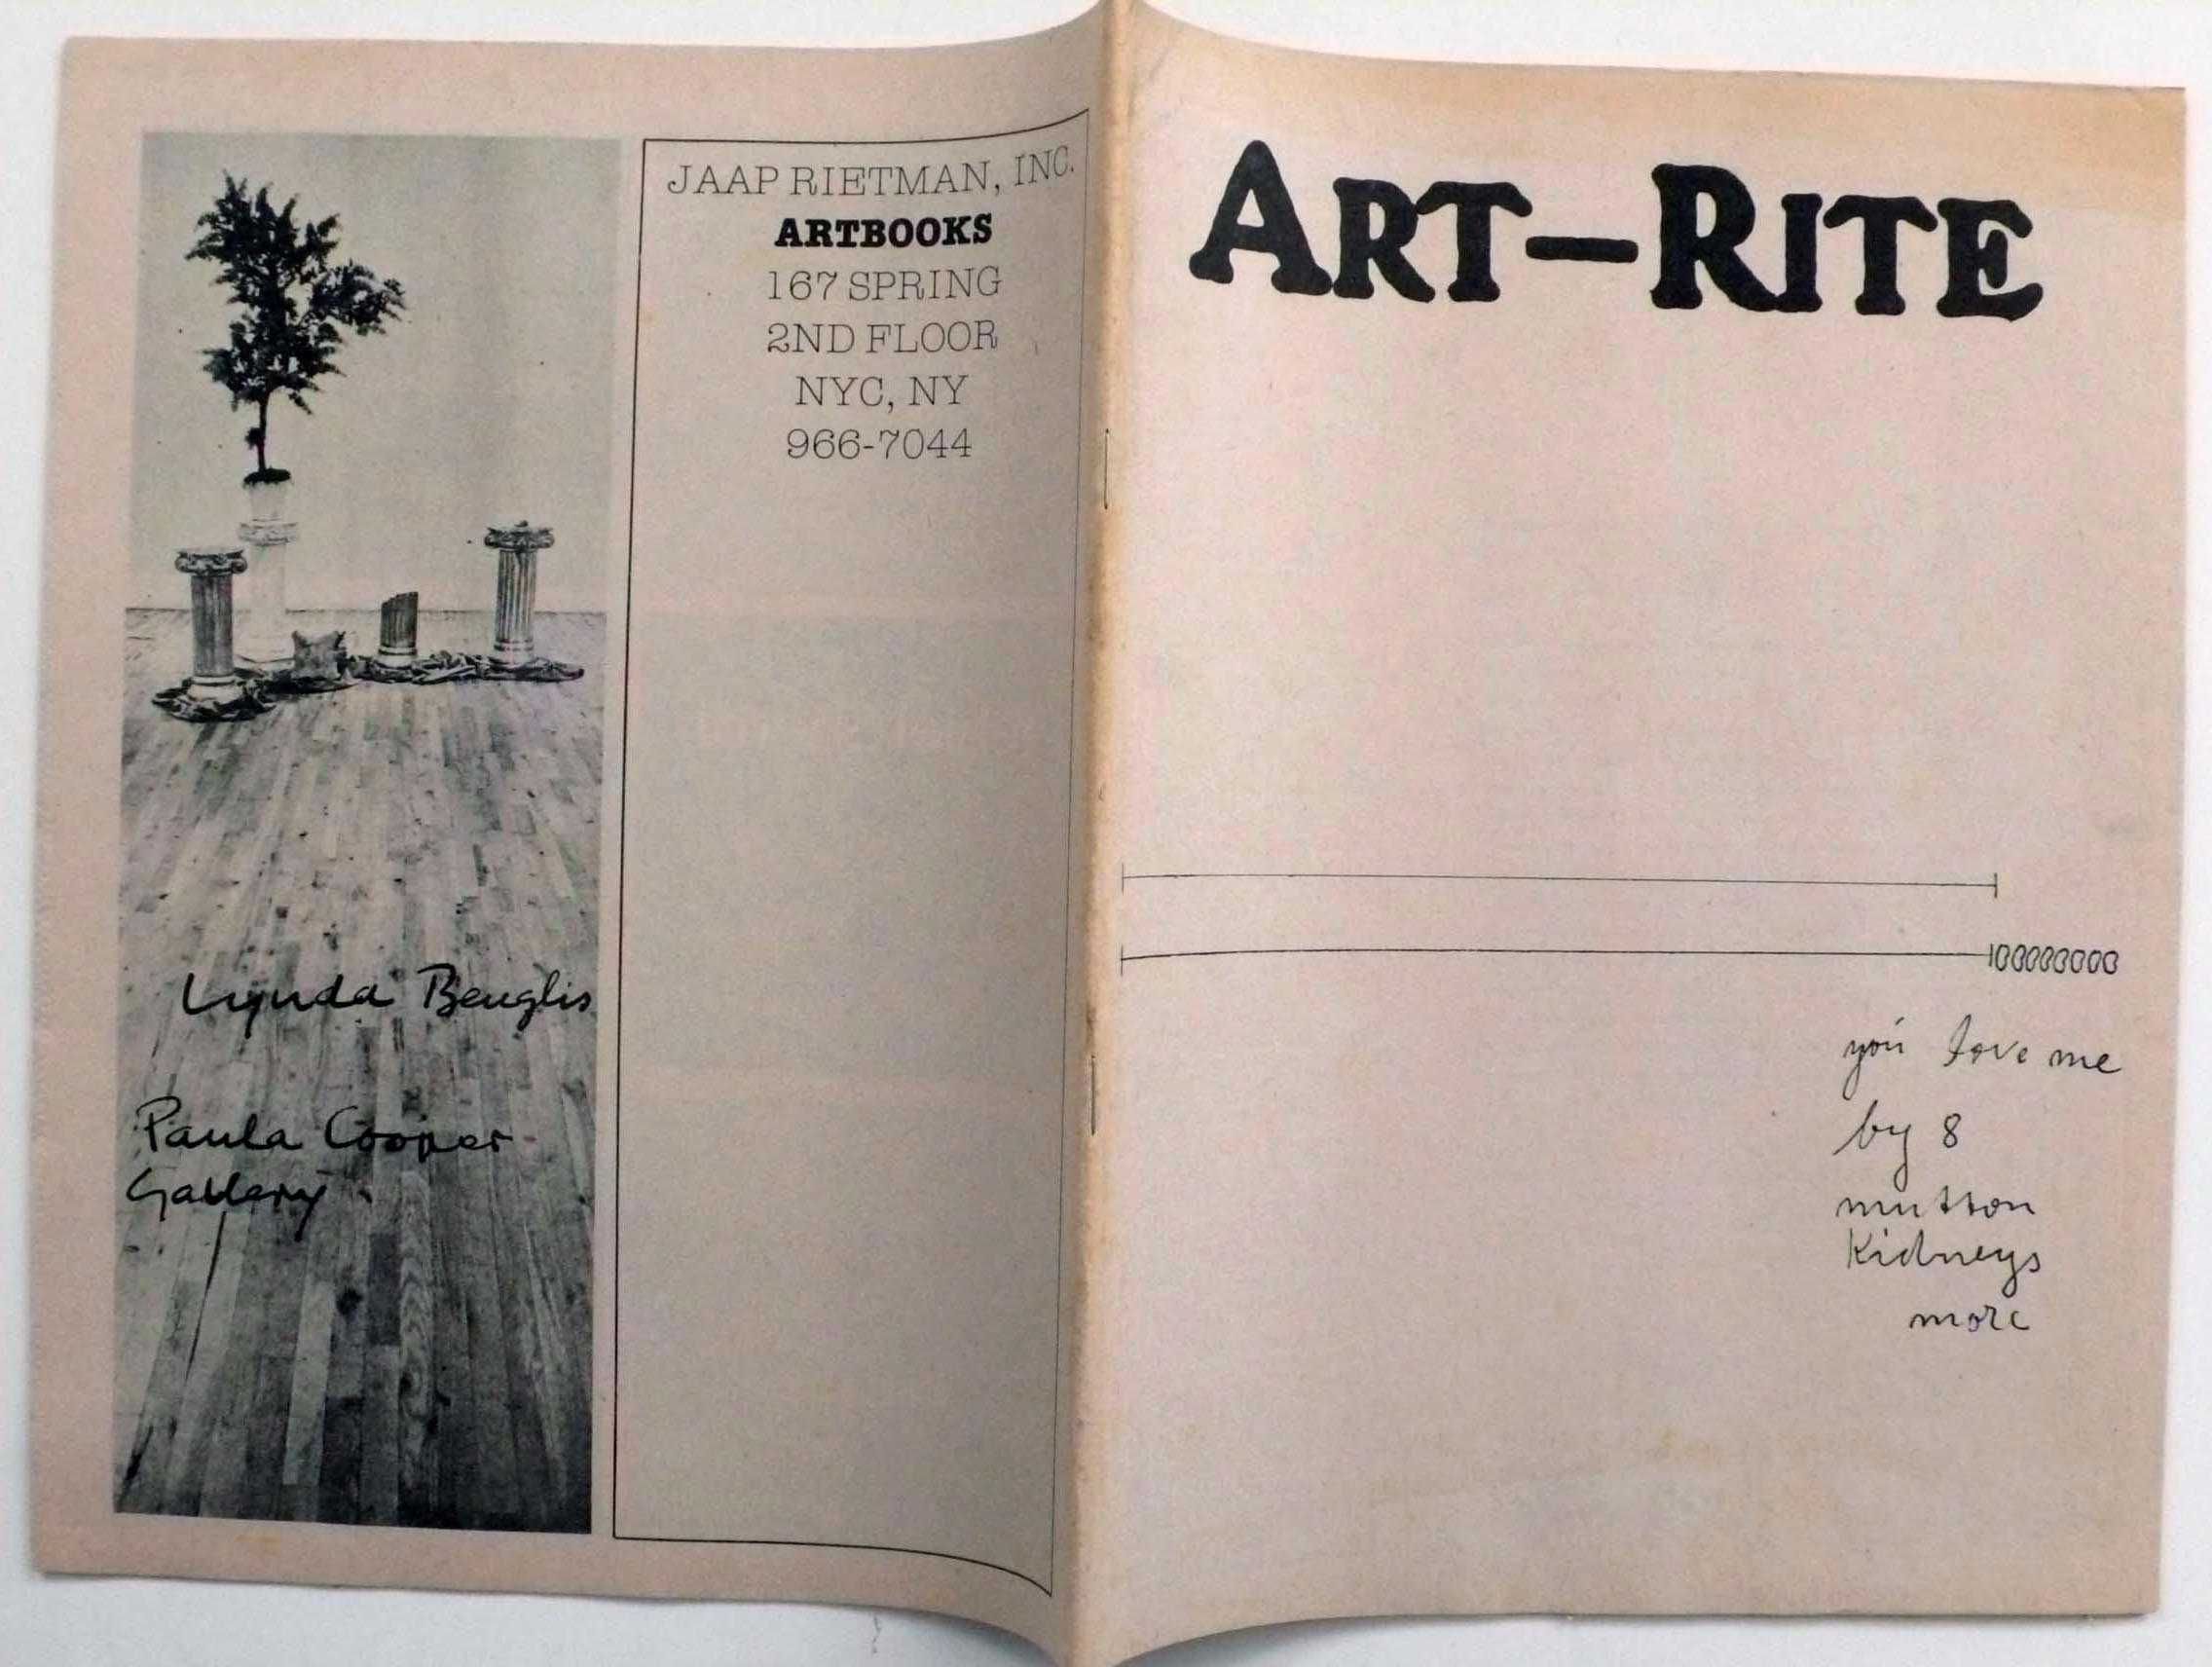 Lynda Benglis
Paula Cooper
Gallery
JAAP RIETMAN, INC.
ARTBOOKS
167 SPRING
2ND FLOOR
NYC, NY
966-7044
ART-RITE
you love me
by 8
mutton
Kidneys
more